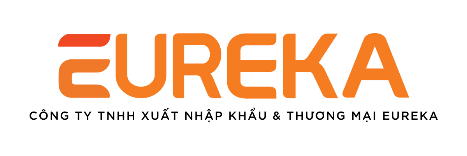 EUREKA
CÔNG TY TNHH XUẤT NHẬP KHẨU & THƯƠNG MẠI EUREKA